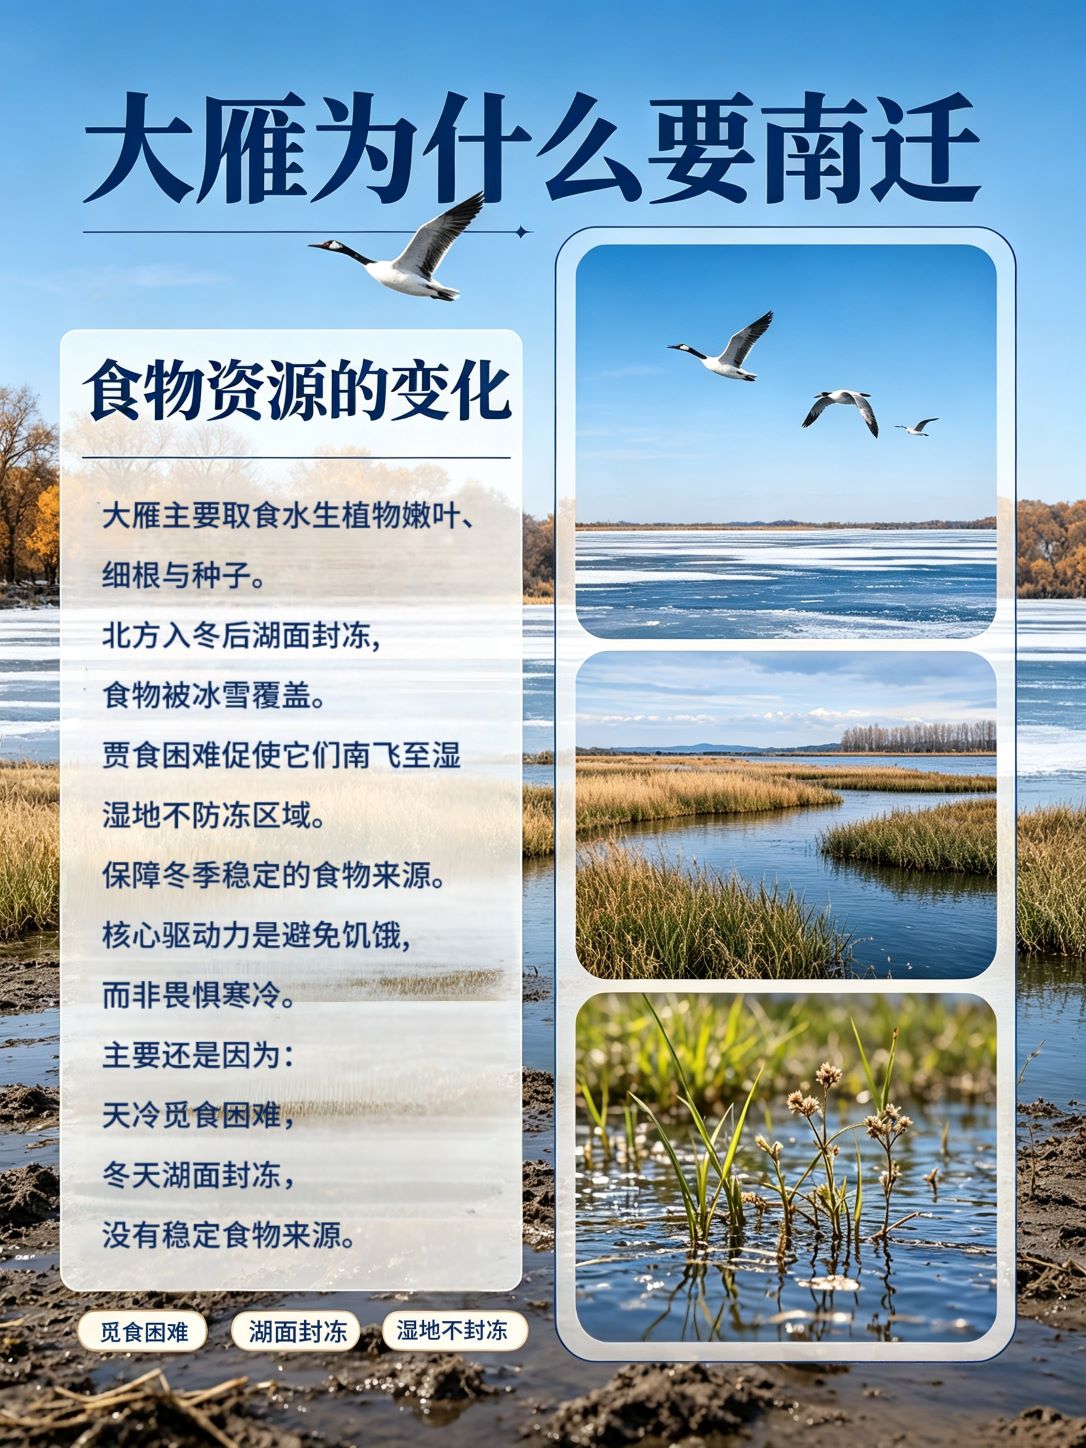 大雁为什么要南迁
食物资源的变化
大雁主要取食水生植物嫩叶、
细根与种子。
北方入冬后湖面封冻,
食物被冰雪覆盖。
贾食困难促使它们南飞至湿
湿地不防冻区域。
保障冬季稳定的食物来源。
核心驱动力是避免饥饿,
而非畏惧寒冷。
主要还是因为：
天冷觅食困难，
冬天湖面封冻，
没有稳定食物来源。
觅食困难
湖面封冻
湿地不封冻